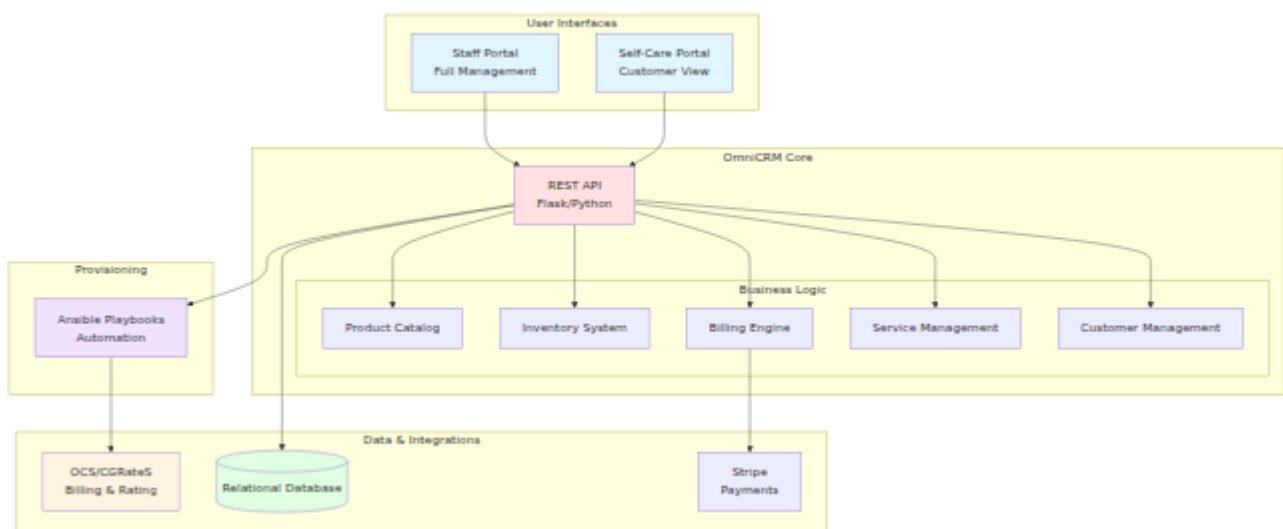 User Interfaces
Staff Portal
Full Management
Self-Care Portal
Customer View
OmniCRM Core
REST API
Flask/Python
Provisioning
Ansible Playbooks
Automation
Business Logic
Product Catalog
Inventory System
Billing Engine
Service Management
Customer Management
Data & Integrations
OCS/CGRateS
Billing & Rating
Relational Database
Stripe
Payments